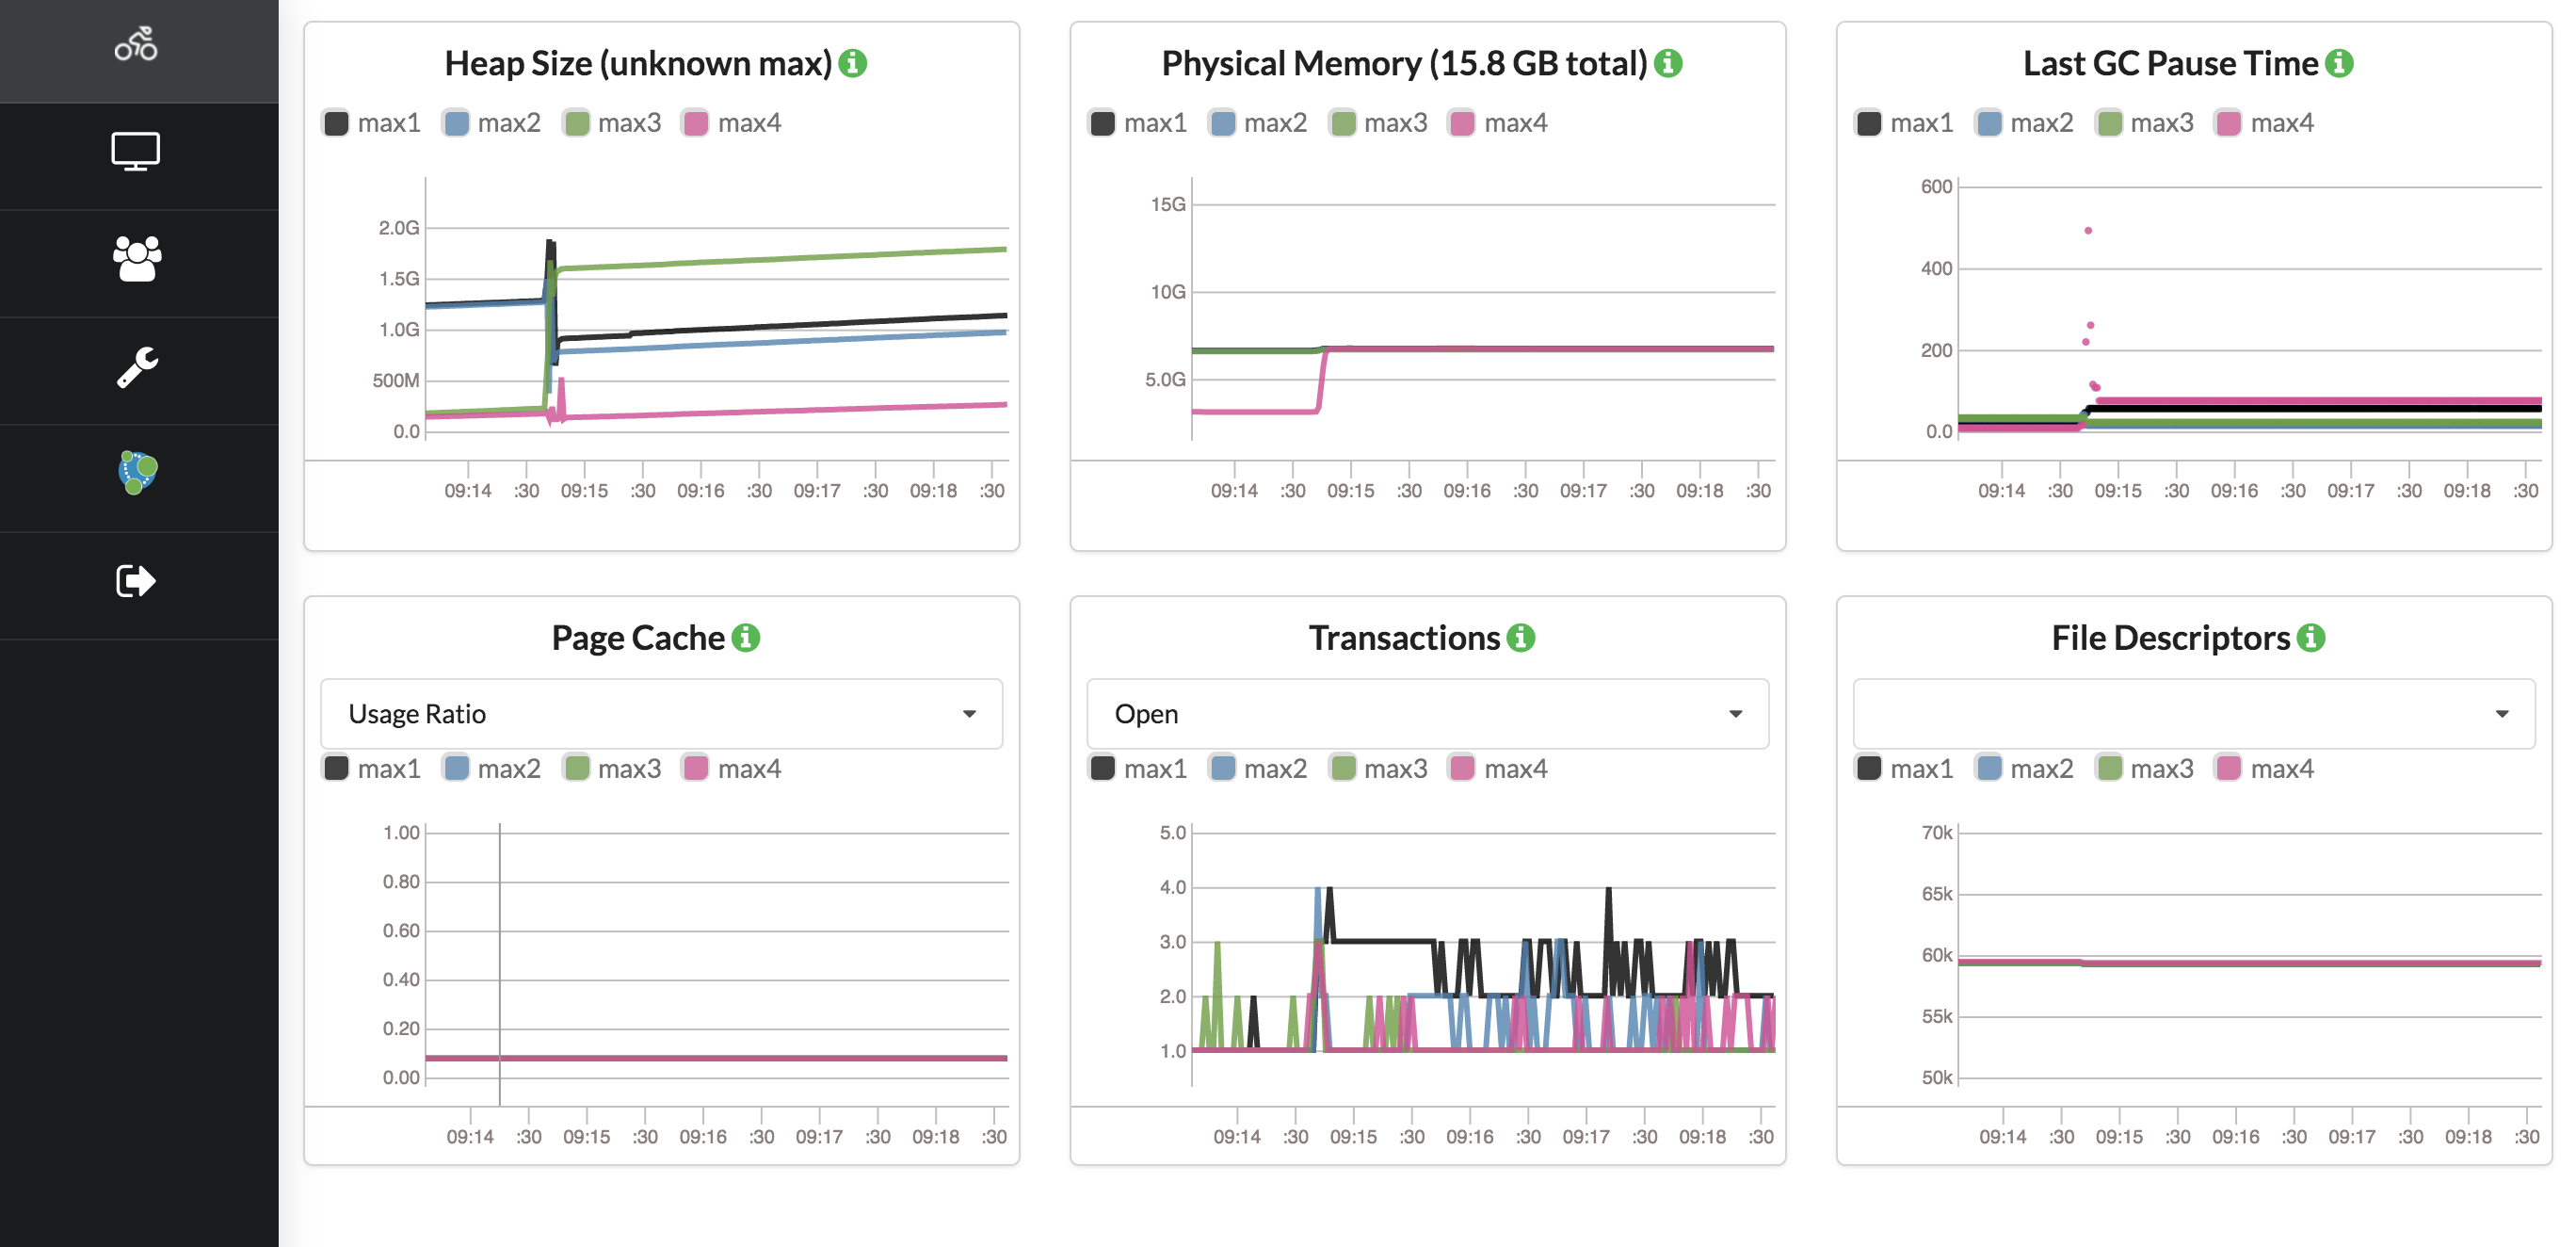 Heap Size (unknown max)
max1 max2 max3 max4
2.0G
1.5G
1.0G
500M
0.0
09:14 :30 09:15 :30 09:16 :30 09:17 :30 09:18 :30
Physical Memory (15.8 GB total)
max1 max2 max3 max4
15G
10G
5.0G
09:14 :30 09:15 :30 09:16 :30 09:17 :30 09:18 :30
Last GC Pause Time
max1 max2 max3 max4
600
400
200
0.0
09:14 :30 09:15 :30 09:16 :30 09:17 :30 09:18 :30
Page Cache
Usage Ratio
max1 max2 max3 max4
1.00
0.80
0.60
0.40
0.20
0.00
09:14 :30 09:15 :30 09:16 :30 09:17 :30 09:18 :30
Transactions
Open
max1 max2 max3 max4
5.0
4.0
3.0
2.0
1.0
09:14 :30 09:15 :30 09:16 :30 09:17 :30 09:18 :30
File Descriptors
max1 max2 max3 max4
70k
65k
60k
55k
50k
09:14 :30 09:15 :30 09:16 :30 09:17 :30 09:18 :30